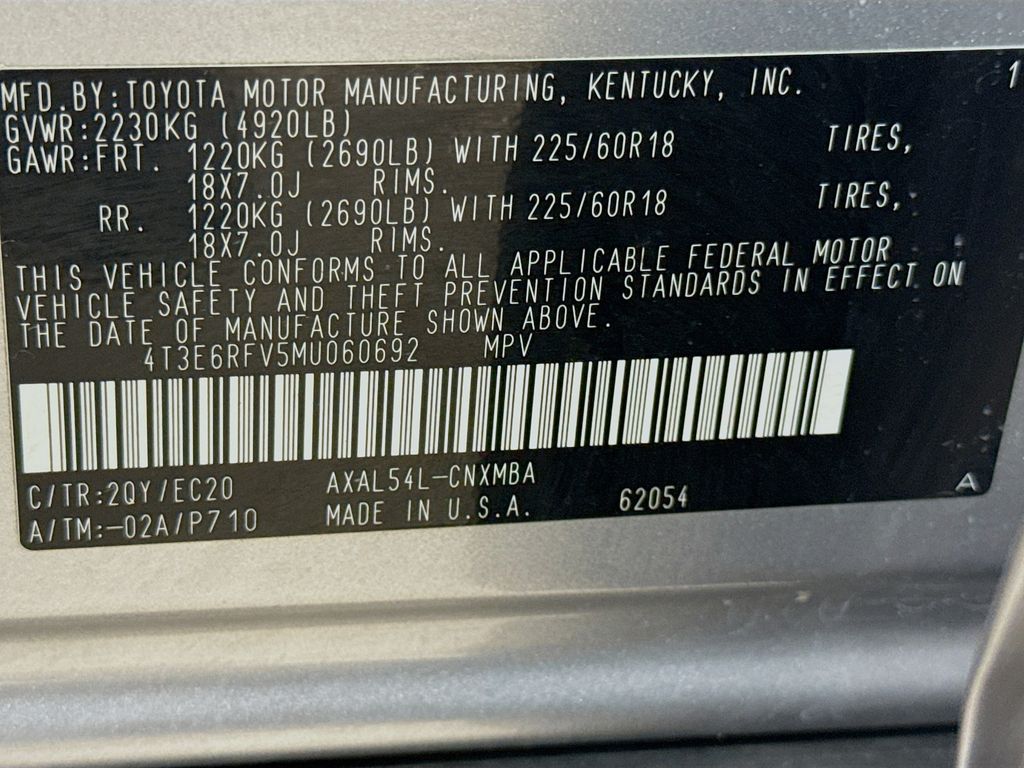 MFD.BY:TOYOTA MOTOR MANUFACTURING, KENTUCKY, INC. 1
GVWR:2230KG (4920LB)
GAWR:FRT. 1220KG (2690LB) WITH 225/60R18 TIRES,
18X7.0J RIMS.
RR. 1220KG (2690LB) WITH 225/60R18 TIRES,
18X7.0J RIMS.
THIS VEHICLE CONFORMS TO ALL APPLICABLE FEDERAL MOTOR
VEHICLE SAFETY AND THEFT PREVENTION STANDARDS IN EFFECT ON
THE DATE OF MANUFACTURE SHOWN ABOVE.
4T3E6RFV5MU060692 MPV
C/TR:2QY/EC20 AXAL54L-CNXMBA
A/TM:-02A/P710 MADE IN U.S.A. 62054 A